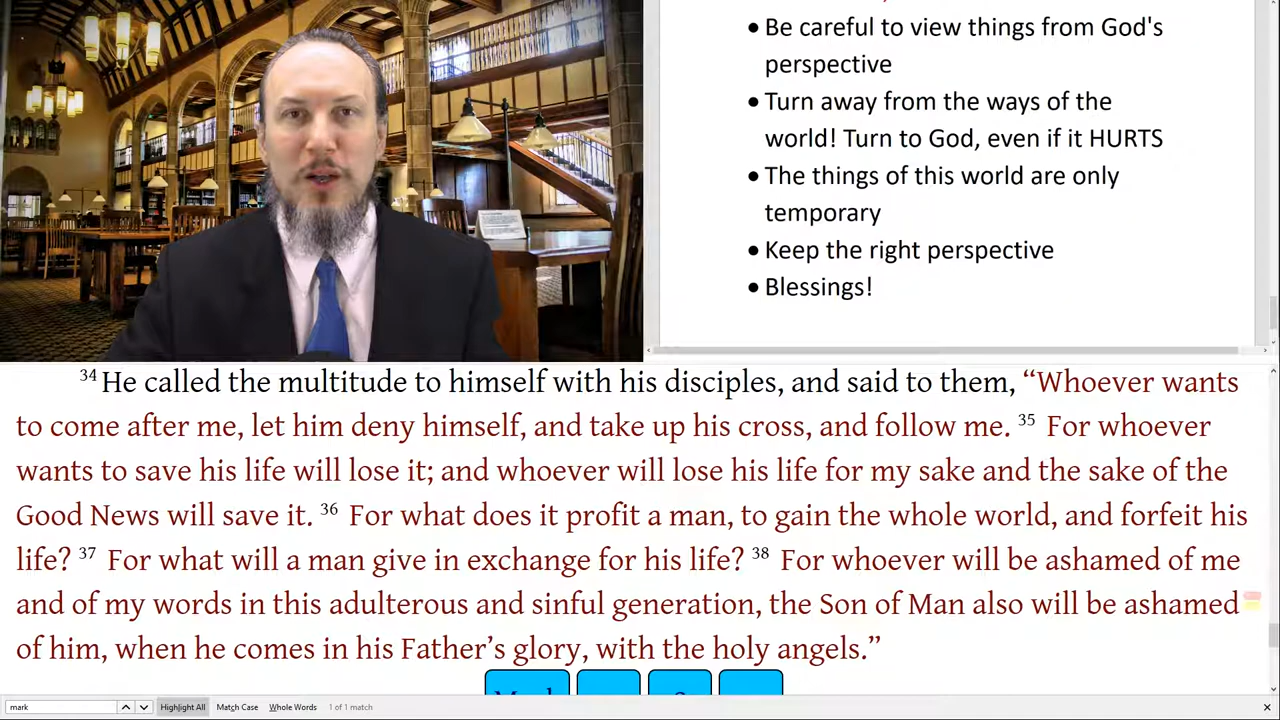 • Be careful to view things from God's
perspective
• Turn away from the ways of the
world! Turn to God, even if it HURTS
• The things of this world are only
temporary
• Keep the right perspective
• Blessings!
34 He called the multitude to himself with his disciples, and said to them, “Whoever wants
to come after me, let him deny himself, and take up his cross, and follow me. 35 For whoever
wants to save his life will lose it; and whoever will lose his life for my sake and the sake of the
Good News will save it. 36 For what does it profit a man, to gain the whole world, and forfeit his
life? 37 For what will a man give in exchange for his life? 38 For whoever will be ashamed of me
and of my words in this adulterous and sinful generation, the Son of Man also will be ashamed
of him, when he comes in his Father’s glory, with the holy angels.”
mark Highlight All Match Case Whole Words 1 of 1 match